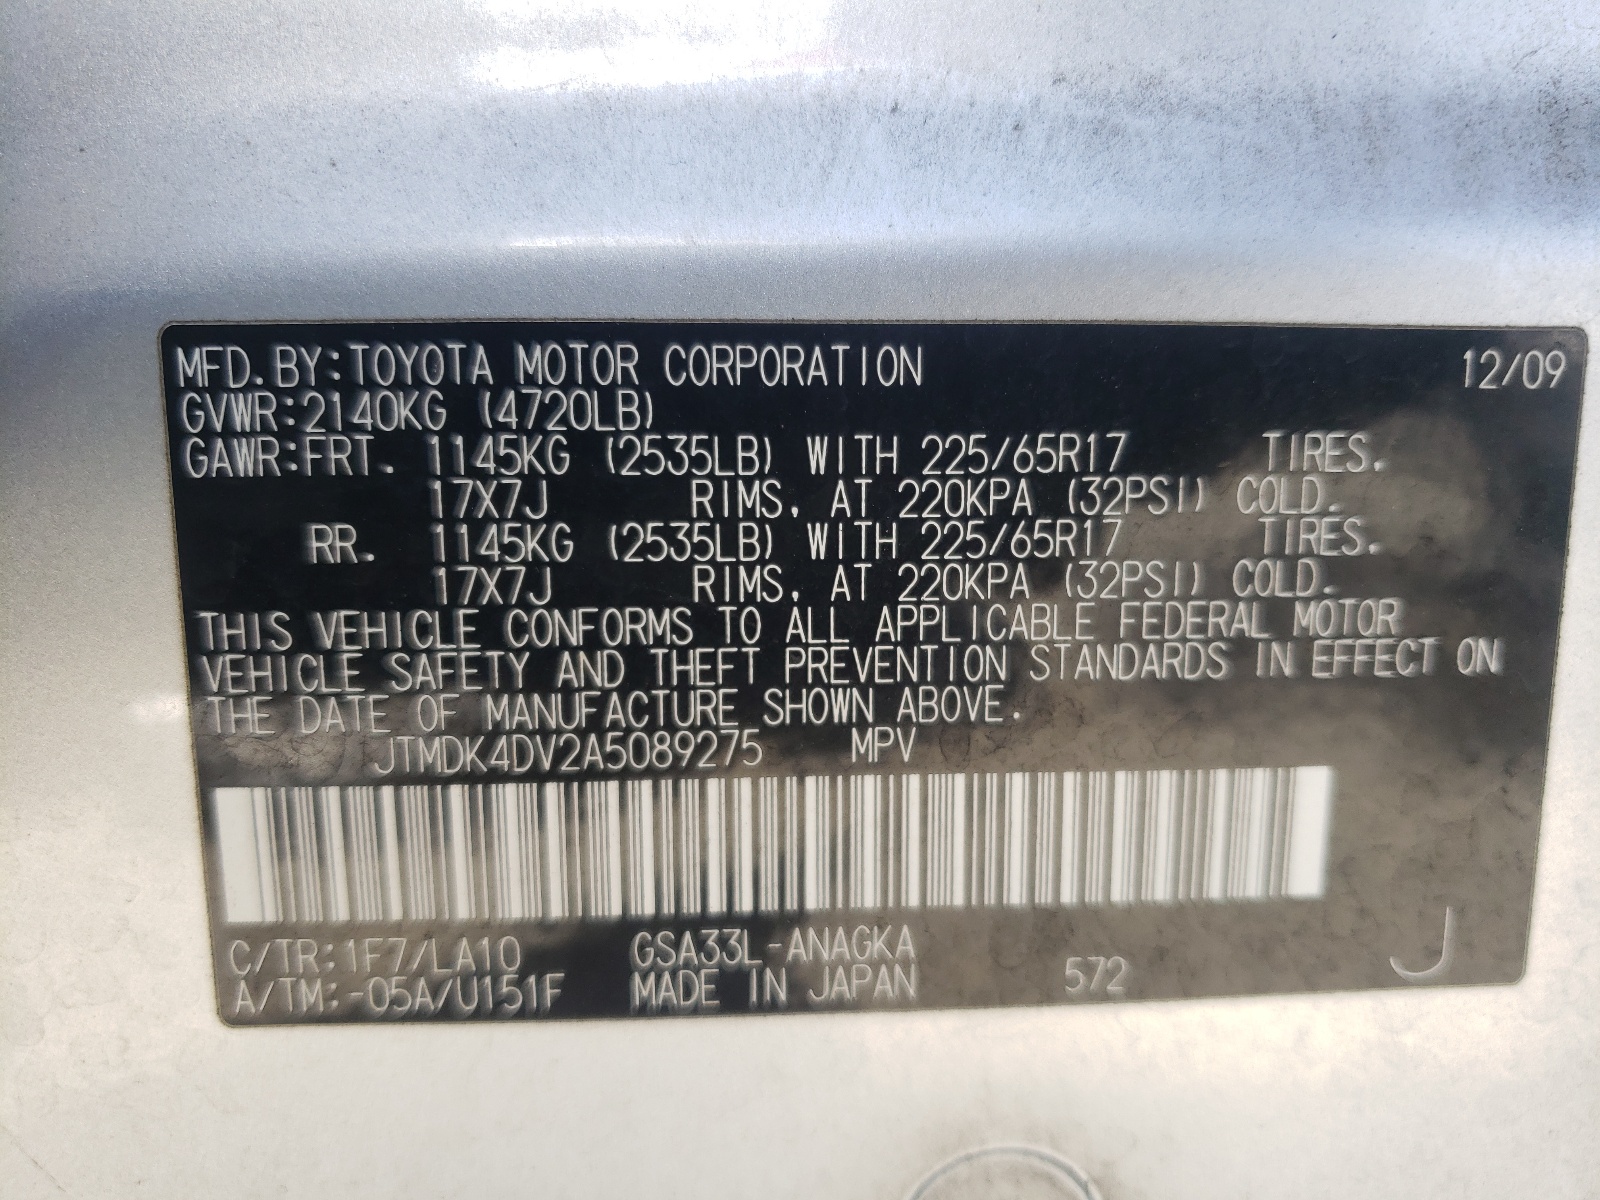 MFD.BY:TOYOTA MOTOR CORPORATION 12/09
GVWR:2140KG (4720LB)
GAWR:FRT. 1145KG (2535LB) WITH 225/65R17 TIRES.
17X7J RIMS. AT 220KPA (32PSI) COLD.
RR. 1145KG (2535LB) WITH 225/65R17 TIRES.
17X7J RIMS. AT 220KPA (32PSI) COLD.
THIS VEHICLE CONFORMS TO ALL APPLICABLE FEDERAL MOTOR
VEHICLE SAFETY AND THEFT PREVENTION STANDARDS IN EFFECT ON
THE DATE OF MANUFACTURE SHOWN ABOVE.
JTMDK4DV2A5089275 MPV
C/TR:1F7/LA10 GSA33L-ANAGKA
A/TM:-05A/U151F MADE IN JAPAN 572 J